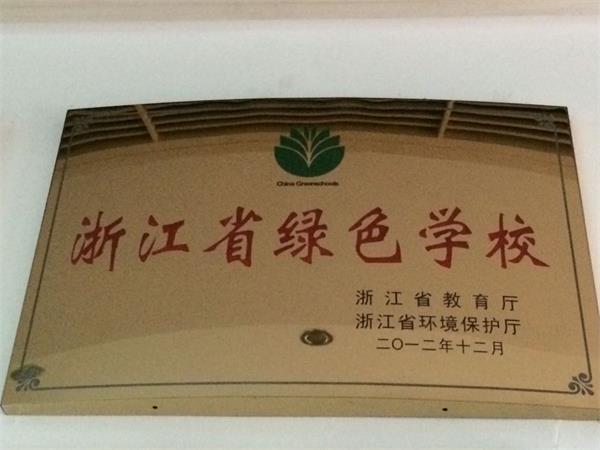 China Greenschools
浙江省绿色学校
浙江省教育厅
浙江省环境保护厅
二〇一二年十二月